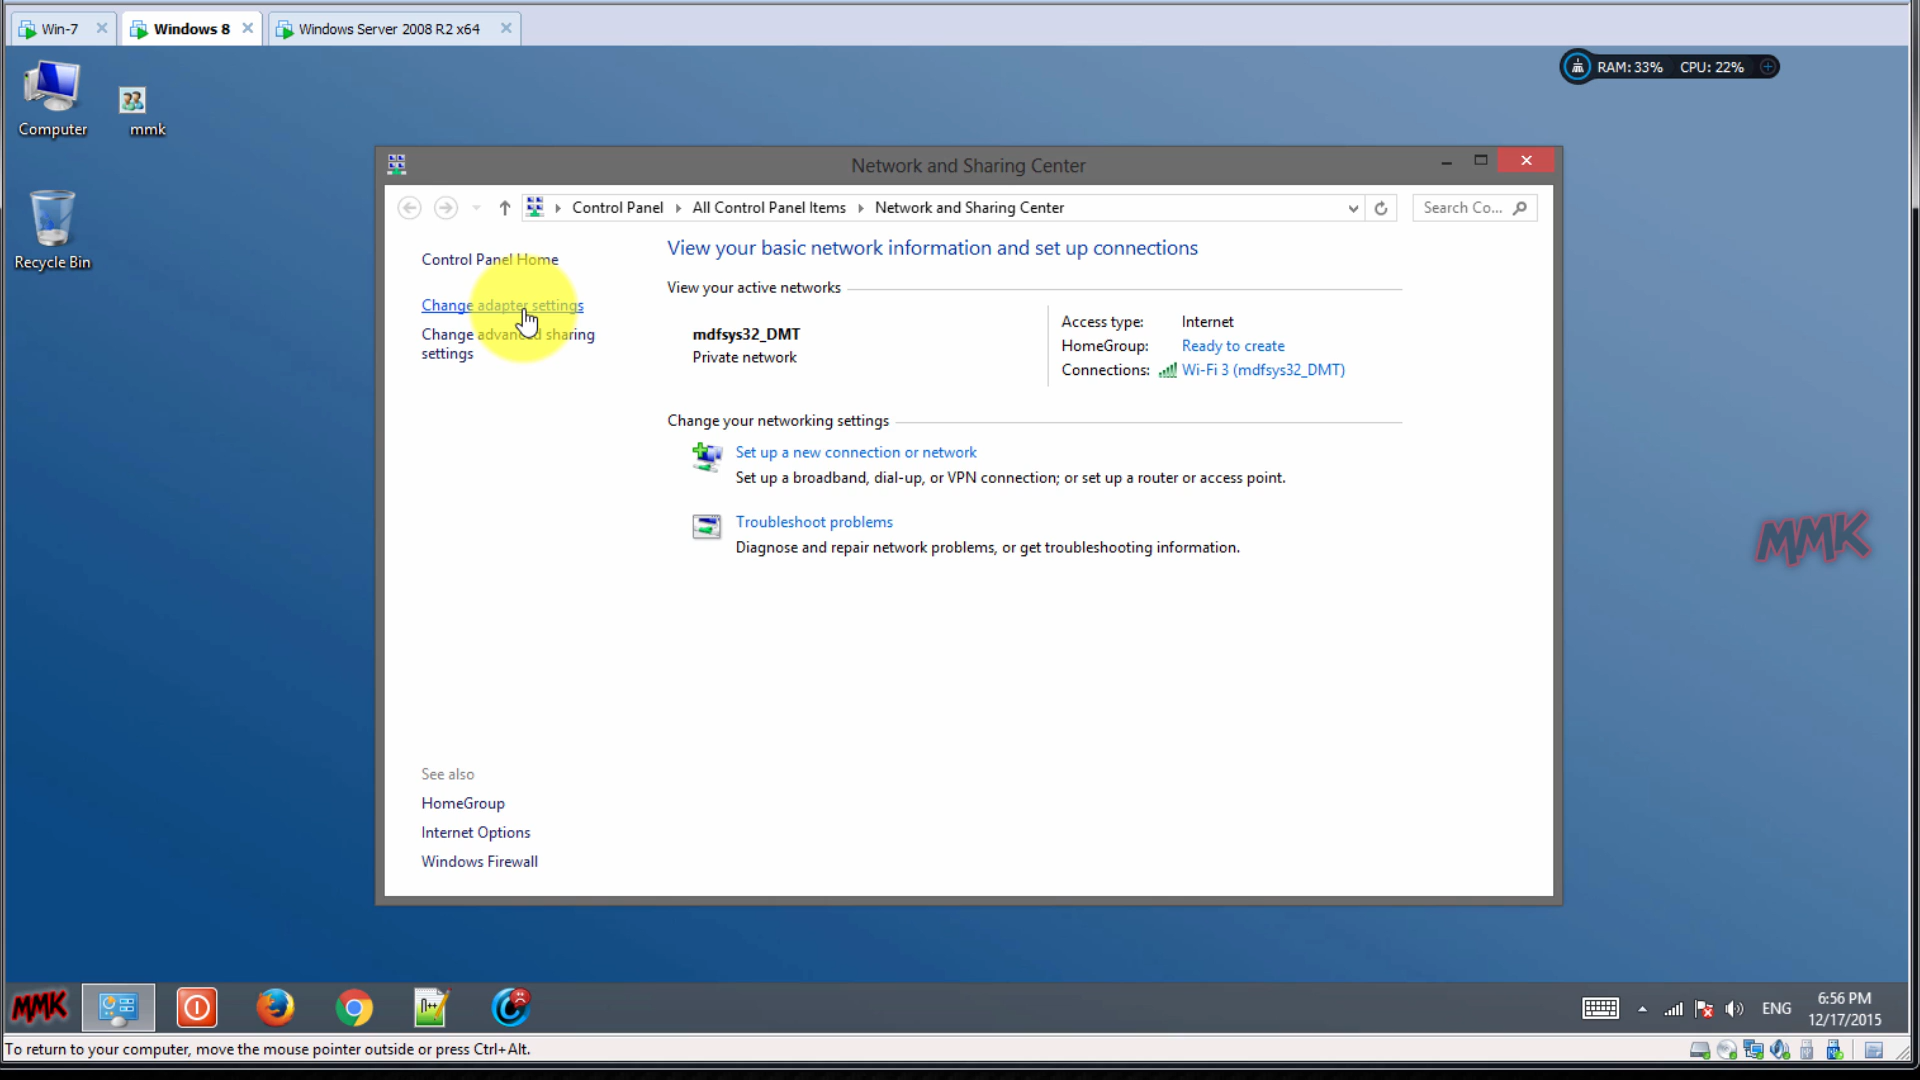 Win-7
Windows 8
Windows Server 2008 R2 x64
RAM: 33% CPU: 22%
Computer
mmk
Recycle Bin
Network and Sharing Center
Control Panel
All Control Panel Items
Network and Sharing Center
Search Co...
Control Panel Home
Change adapter settings
Change advanced sharing
settings
View your basic network information and set up connections
View your active networks
mdfsys32_DMT
Private network
Access type: Internet
HomeGroup: Ready to create
Connections: Wi-Fi 3 (mdfsys32_DMT)
Change your networking settings
Set up a new connection or network
Set up a broadband, dial-up, or VPN connection; or set up a router or access point.
Troubleshoot problems
Diagnose and repair network problems, or get troubleshooting information.
MMK
See also
HomeGroup
Internet Options
Windows Firewall
MMK
ENG
6:56 PM
12/17/2015
To return to your computer, move the mouse pointer outside or press Ctrl+Alt.